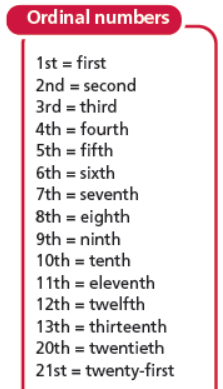 Ordinal numbers
1st = first
2nd = second
3rd = third
4th = fourth
5th = fifth
6th = sixth
7th = seventh
8th = eighth
9th = ninth
10th = tenth
11th = eleventh
12th = twelfth
13th = thirteenth
20th = twentieth
21st = twenty-first